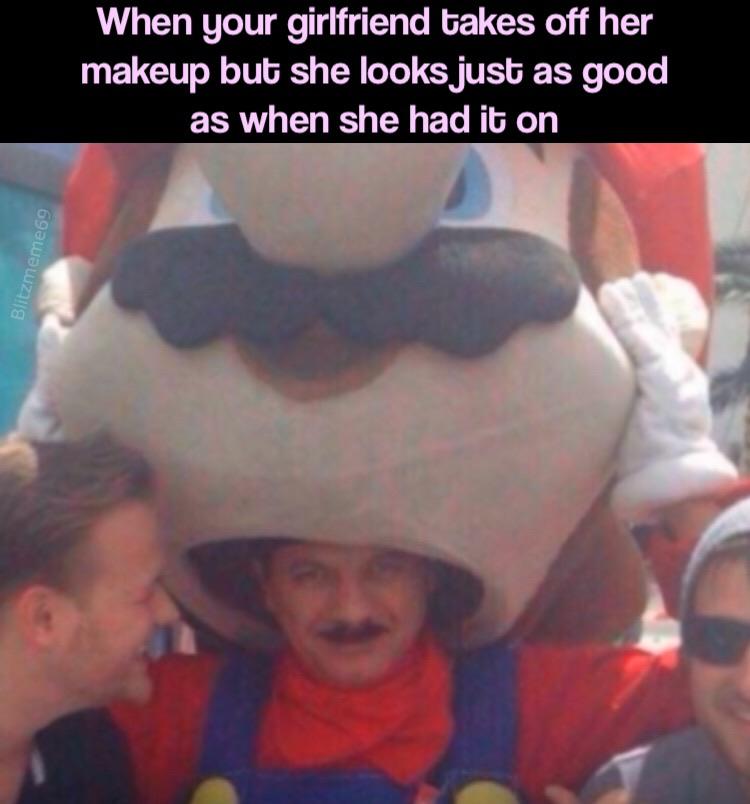 When your girlfriend takes off her
makeup but she looks just as good
as when she had it on
Blitzmeme69